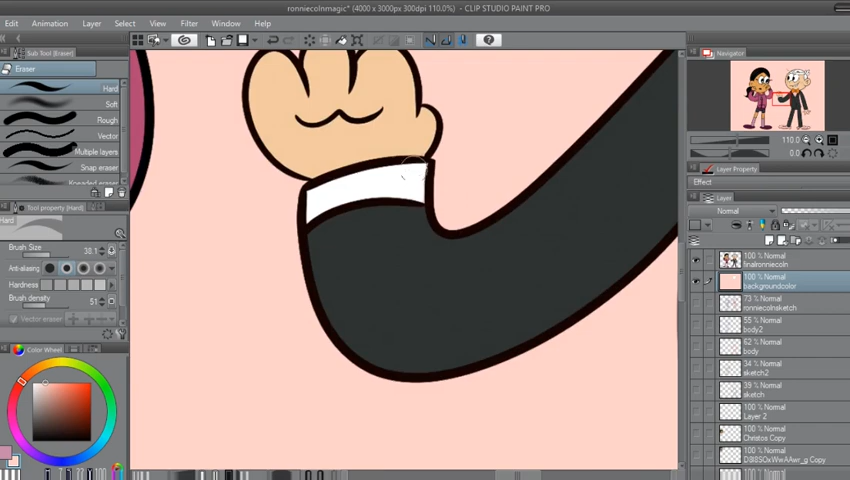 ronniecolnmagic* (4000 x 3000px 300dpi 110.0%) - CLIP STUDIO PAINT PRO
File Animation Layer Select View Filter Window Help
Sub Tool [Eraser]
Eraser
Hard
Soft
Rough
Vector
Multiple layers
Snap eraser
Kneaded eraser
Tool property [Hard]
Hard
Brush Size 38.1
Anti-aliasing
Hardness
Brush density 51
Vector eraser
Color Wheel
Navigator
110.0
0.0
Layer Property
Effect
Layer
Normal
100 % Normal
finalronniecoln
100 % Normal
backgroundcolor
73 % Normal
ronniecolnsketch
55 % Normal
body2
62 % Normal
body
34 % Normal
sketch2
39 % Normal
sketch
100 % Normal
Layer 2
100 % Normal
Christos Copy
100 % Normal